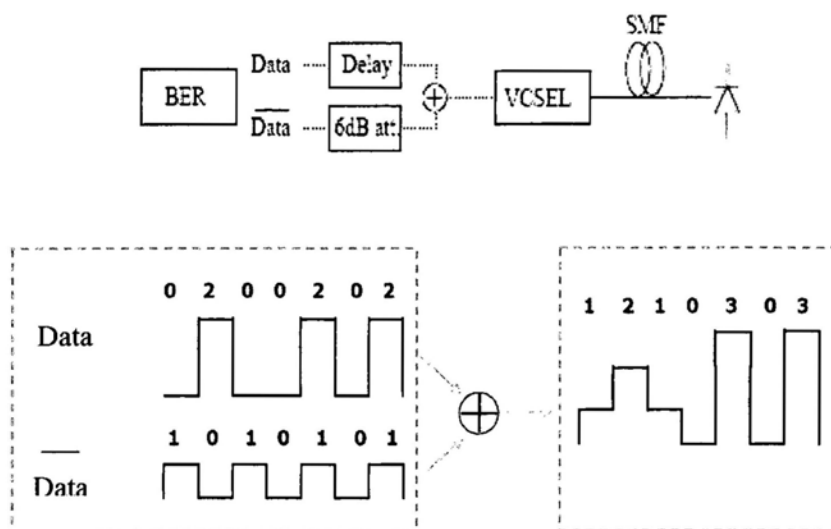 SMF
Data Delay
BER VCSEL
Data 6dB att.
0 2 0 0 2 0 2
1 2 1 0 3 0 3
Data
1 0 1 0 1 0 1
Data